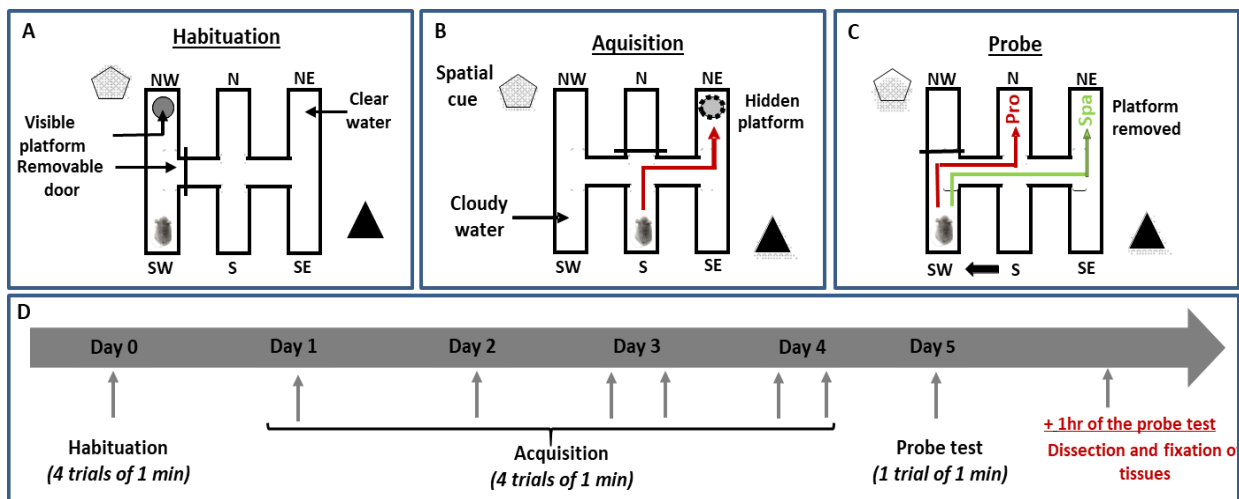 A
Habituation
NW
N
NE
Clear
water
Visible
platform
Removable
door
SW
S
SE
B
Aquisition
Spatial
cue
NW
N
NE
Hidden
platform
Cloudy
water
SW
S
SE
C
Probe
NW
N
NE
Pro
Spa
Platform
removed
SW
S
SE
D
Day 0
Day 1
Day 2
Day 3
Day 4
Day 5
Habituation
(4 trials of 1 min)
Acquisition
(4 trials of 1 min)
Probe test
(1 trial of 1 min)
+ 1hr of the probe test
Dissection and fixation o
tissues